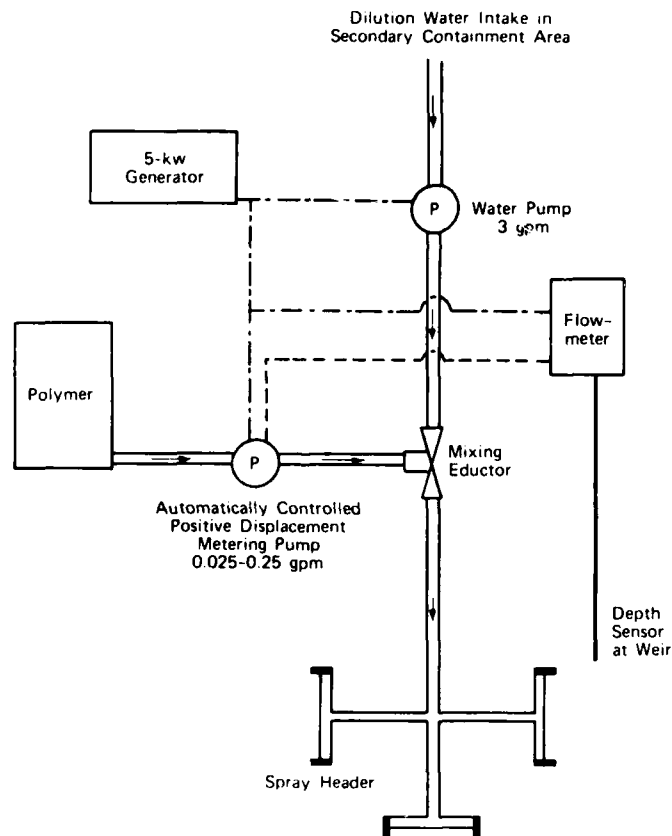 Dilution Water Intake in
Secondary Containment Area
5-kw
Generator
P
Water Pump
3 gpm
Flow-
meter
Polymer
P
Mixing
Eductor
Automatically Controlled
Positive Displacement
Metering Pump
0.025-0.25 gpm
Depth
Sensor
at Weir
Spray Header